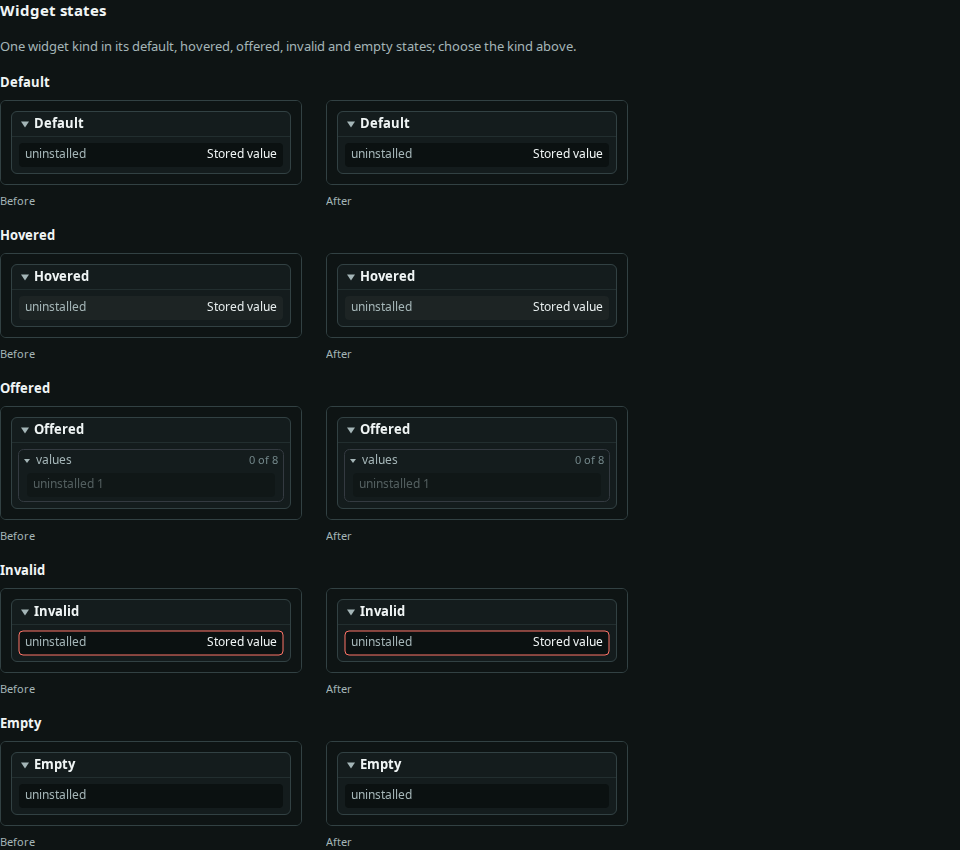 Widget states
One widget kind in its default, hovered, offered, invalid and empty states; choose the kind above.
Default
Default
uninstalled Stored value
Before
Default
uninstalled Stored value
After
Hovered
Hovered
uninstalled Stored value
Before
Hovered
uninstalled Stored value
After
Offered
Offered
values 0 of 8
uninstalled 1
Before
Offered
values 0 of 8
uninstalled 1
After
Invalid
Invalid
uninstalled Stored value
Before
Invalid
uninstalled Stored value
After
Empty
Empty
uninstalled
Before
Empty
uninstalled
After